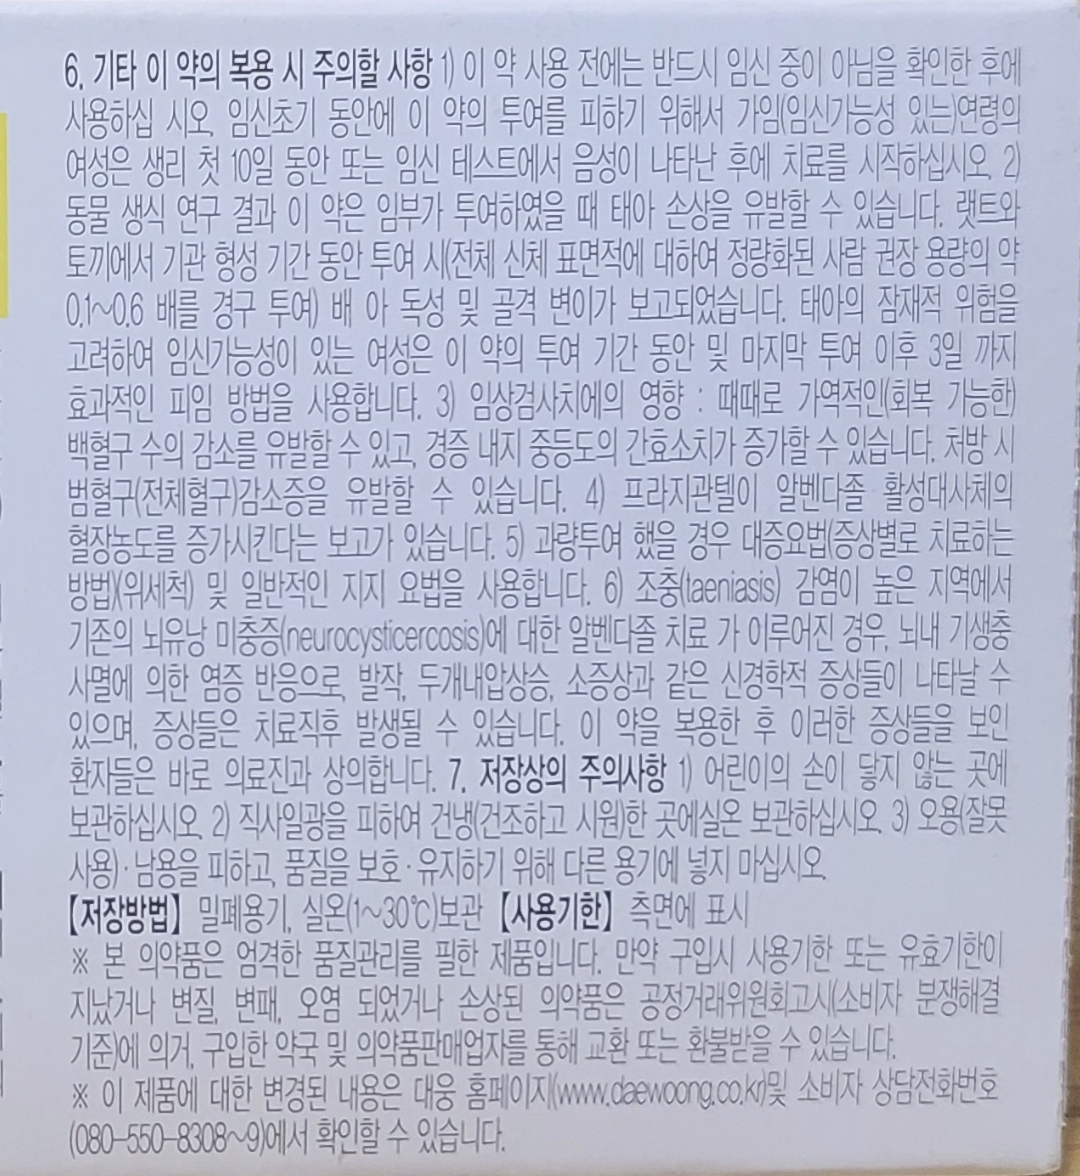 6. 기타 이 약의 복용 시 주의할 사항 1) 이 약 사용 전에는 반드시 임신 중이 아님을 확인한 후에
사용하십 시오. 임신초기 동안에 이 약의 투여를 피하기 위해서 가임(임신가능성 있는)연령의
여성은 생리 첫 10일 동안 또는 임신 테스트에서 음성이 나타난 후에 치료를 시작하십시오. 2)
동물 생식 연구 결과 이 약은 임부가 투여하였을 때 태아 손상을 유발할 수 있습니다. 랫트와
토끼에서 기관 형성 기간 동안 투여 시(전체 신체 표면적에 대하여 정량화된 사람 권장 용량의 약
0.1~0.6 배를 경구 투여) 배 아 독성 및 골격 변이가 보고되었습니다. 태아의 잠재적 위험을
고려하여 임신가능성이 있는 여성은 이 약의 투여 기간 동안 및 마지막 투여 이후 3일 까지
효과적인 피임 방법을 사용합니다. 3) 임상검사치에의 영향 : 때때로 가역적인(회복 가능한)
백혈구 수의 감소를 유발할 수 있고, 경증 내지 중등도의 간효소치가 증가할 수 있습니다. 처방 시
범혈구(전체혈구)감소증을 유발할 수 있습니다. 4) 프라지관텔이 알벤다졸 활성대사체의
혈장농도를 증가시킨다는 보고가 있습니다. 5) 과량투여 했을 경우 대증요법(증상별로 치료하는
방법)(위세척) 및 일반적인 지지 요법을 사용합니다. 6) 조충(taeniasis) 감염이 높은 지역에서
기존의 뇌유낭 미충증(neurocysticercosis)에 대한 알벤다졸 치료 가 이루어진 경우, 뇌내 기생충
사멸에 의한 염증 반응으로, 발작, 두개내압상승, 소증상과 같은 신경학적 증상들이 나타날 수
있으며, 증상들은 치료직후 발생될 수 있습니다. 이 약을 복용한 후 이러한 증상들을 보인
환자들은 바로 의료진과 상의합니다. 7. 저장상의 주의사항 1) 어린이의 손이 닿지 않는 곳에
보관하십시오. 2) 직사일광을 피하여 건냉(건조하고 시원)한 곳에실온 보관하십시오. 3) 오용(잘못
사용)·남용을 피하고, 품질을 보호·유지하기 위해 다른 용기에 넣지 마십시오.
【저장방법】 밀폐용기, 실온(1~30℃)보관 【사용기한】 측면에 표시
※ 본 의약품은 엄격한 품질관리를 필한 제품입니다. 만약 구입시 사용기한 또는 유효기한이
지났거나 변질, 변패, 오염 되었거나 손상된 의약품은 공정거래위원회고시(소비자 분쟁해결
기준)에 의거, 구입한 약국 및 의약품판매업자를 통해 교환 또는 환불받을 수 있습니다.
※ 이 제품에 대한 변경된 내용은 대웅 홈페이지(www.daewoong.co.kr)및 소비자 상담전화번호
(080-550-8308~9)에서 확인할 수 있습니다.